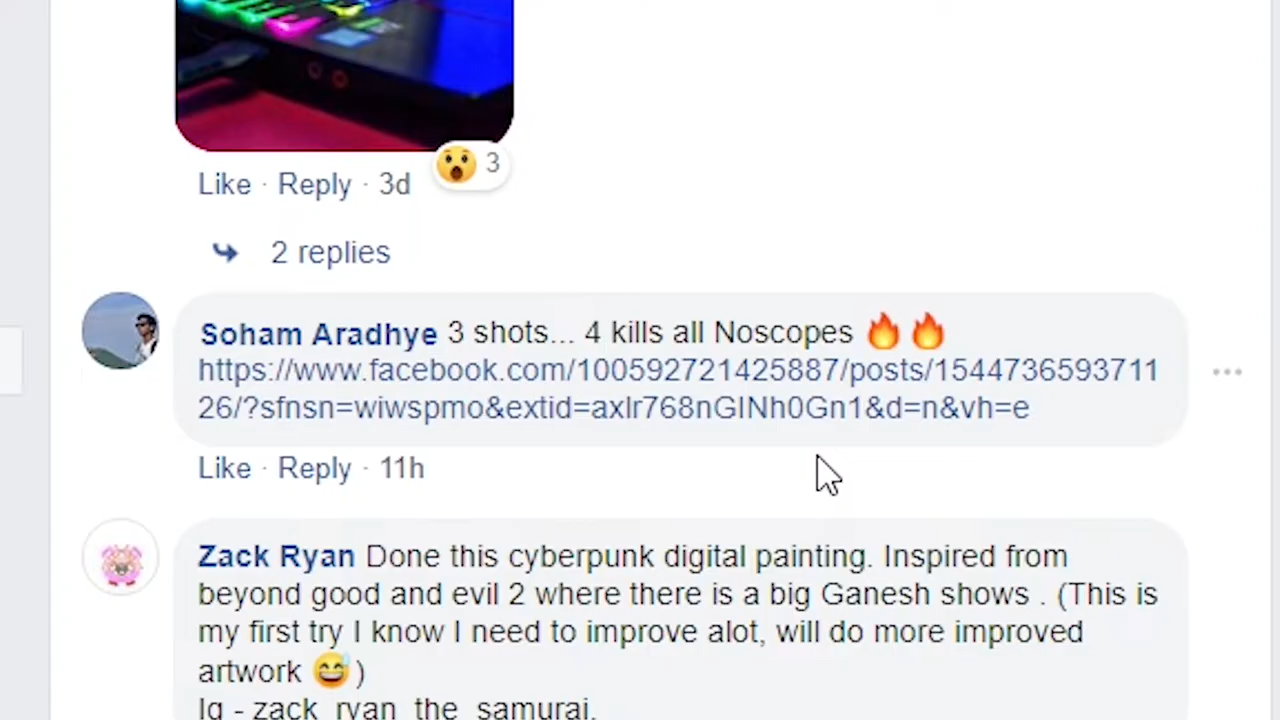 3
Like · Reply · 3d
2 replies
Soham Aradhye 3 shots... 4 kills all Noscopes 🔥🔥
https://www.facebook.com/100592721425887/posts/1544736593711
26/?sfnsn=wiwspmo&extid=axlr768nGINh0Gn1&d=n&vh=e
Like · Reply · 11h
Zack Ryan Done this cyberpunk digital painting. Inspired from
beyond good and evil 2 where there is a big Ganesh shows . (This is
my first try I know I need to improve alot, will do more improved
artwork 😅)
Ig - zack_ryan_the_samurai.